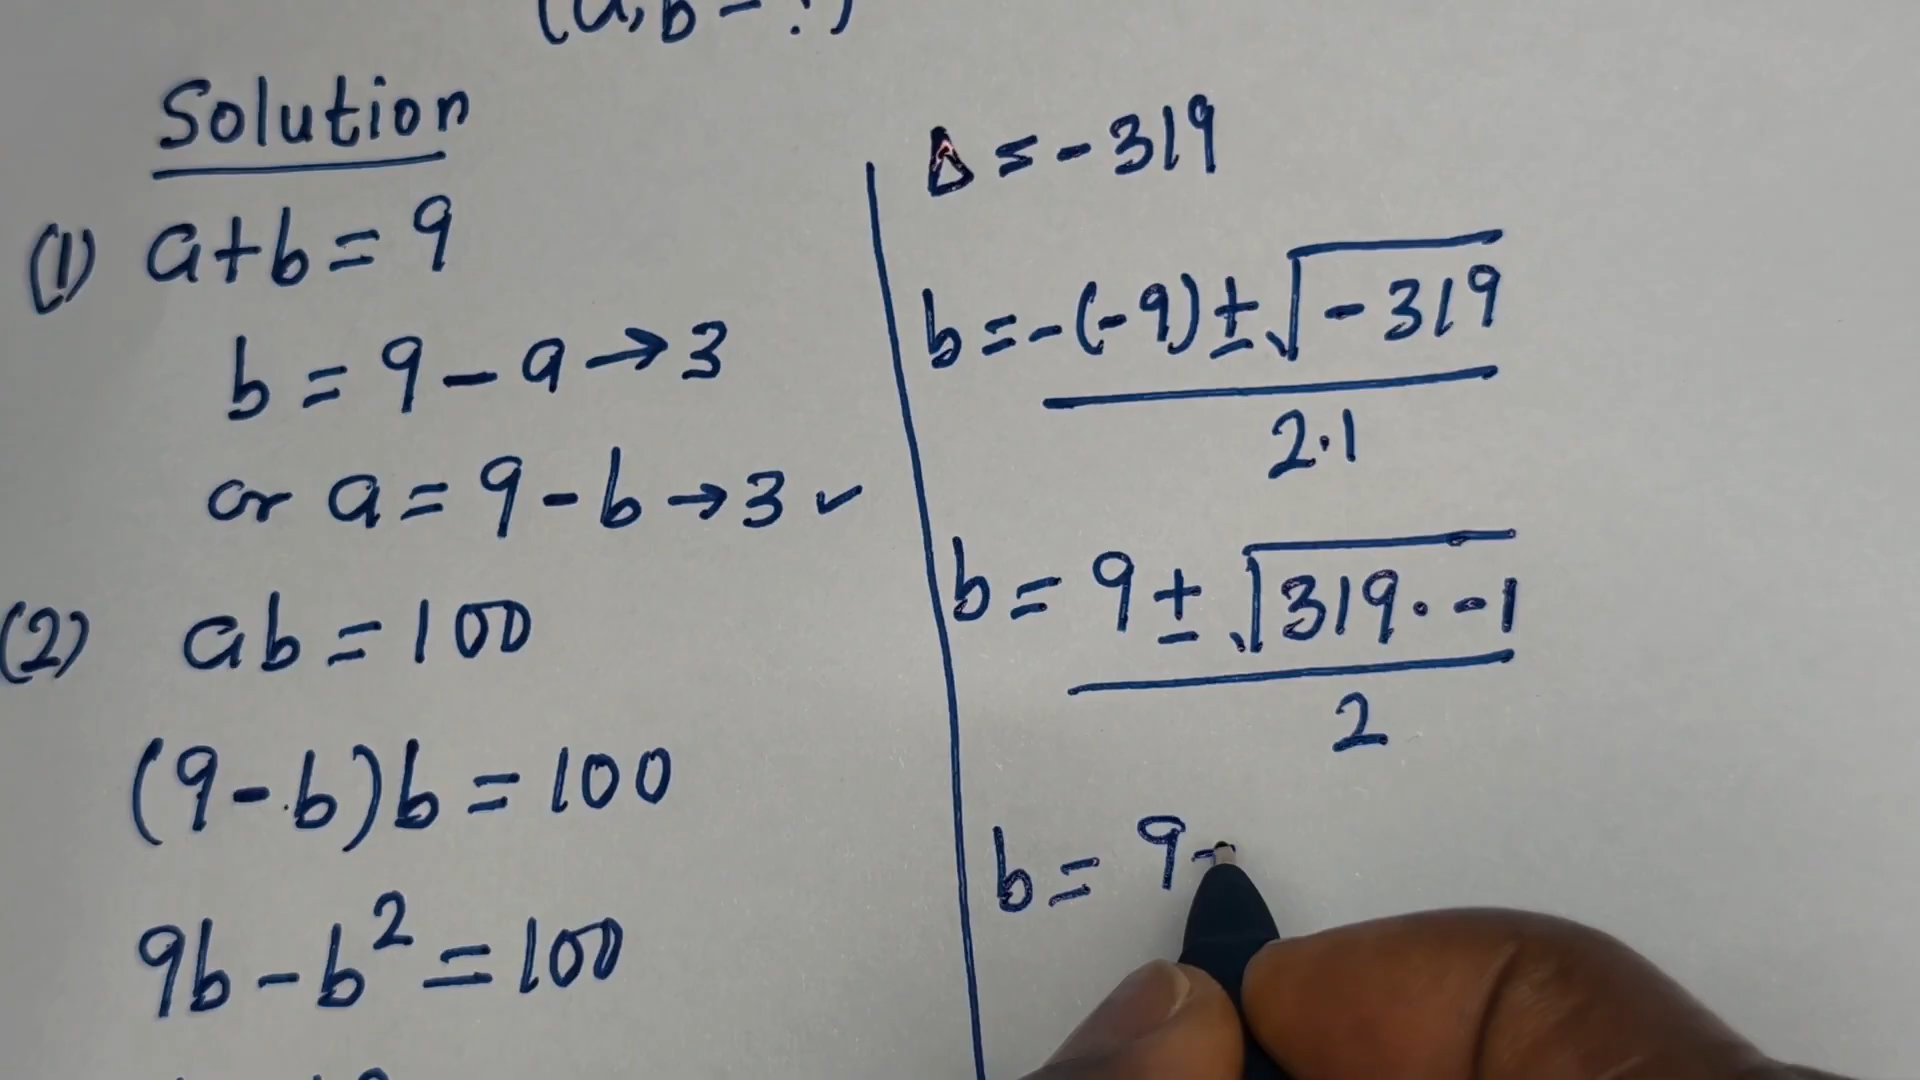 (a, b = ?)
Solution
(1) a+b = 9
b = 9 - a → 3
or a = 9 - b → 3 ✓
(2) ab = 100
(9-b)b = 100
9b - b² = 100
Δ = -319
b = -(-9) ± √-319
2·1
b = 9 ± √319·-1
2
b = 9